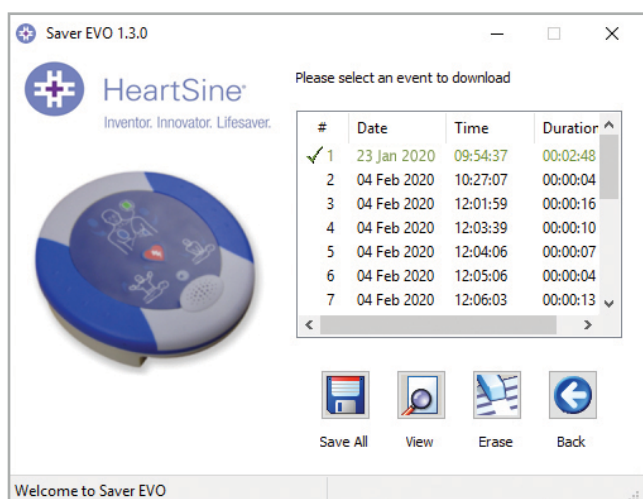 Saver EVO 1.3.0
HeartSine®
Inventor. Innovator. Lifesaver.
Please select an event to download
# Date Time Duration
1 23 Jan 2020 09:54:37 00:02:48
2 04 Feb 2020 10:27:07 00:00:04
3 04 Feb 2020 12:01:59 00:00:16
4 04 Feb 2020 12:03:39 00:00:10
5 04 Feb 2020 12:04:06 00:00:07
6 04 Feb 2020 12:05:06 00:00:04
7 04 Feb 2020 12:06:03 00:00:13
Save All View Erase Back
Welcome to Saver EVO